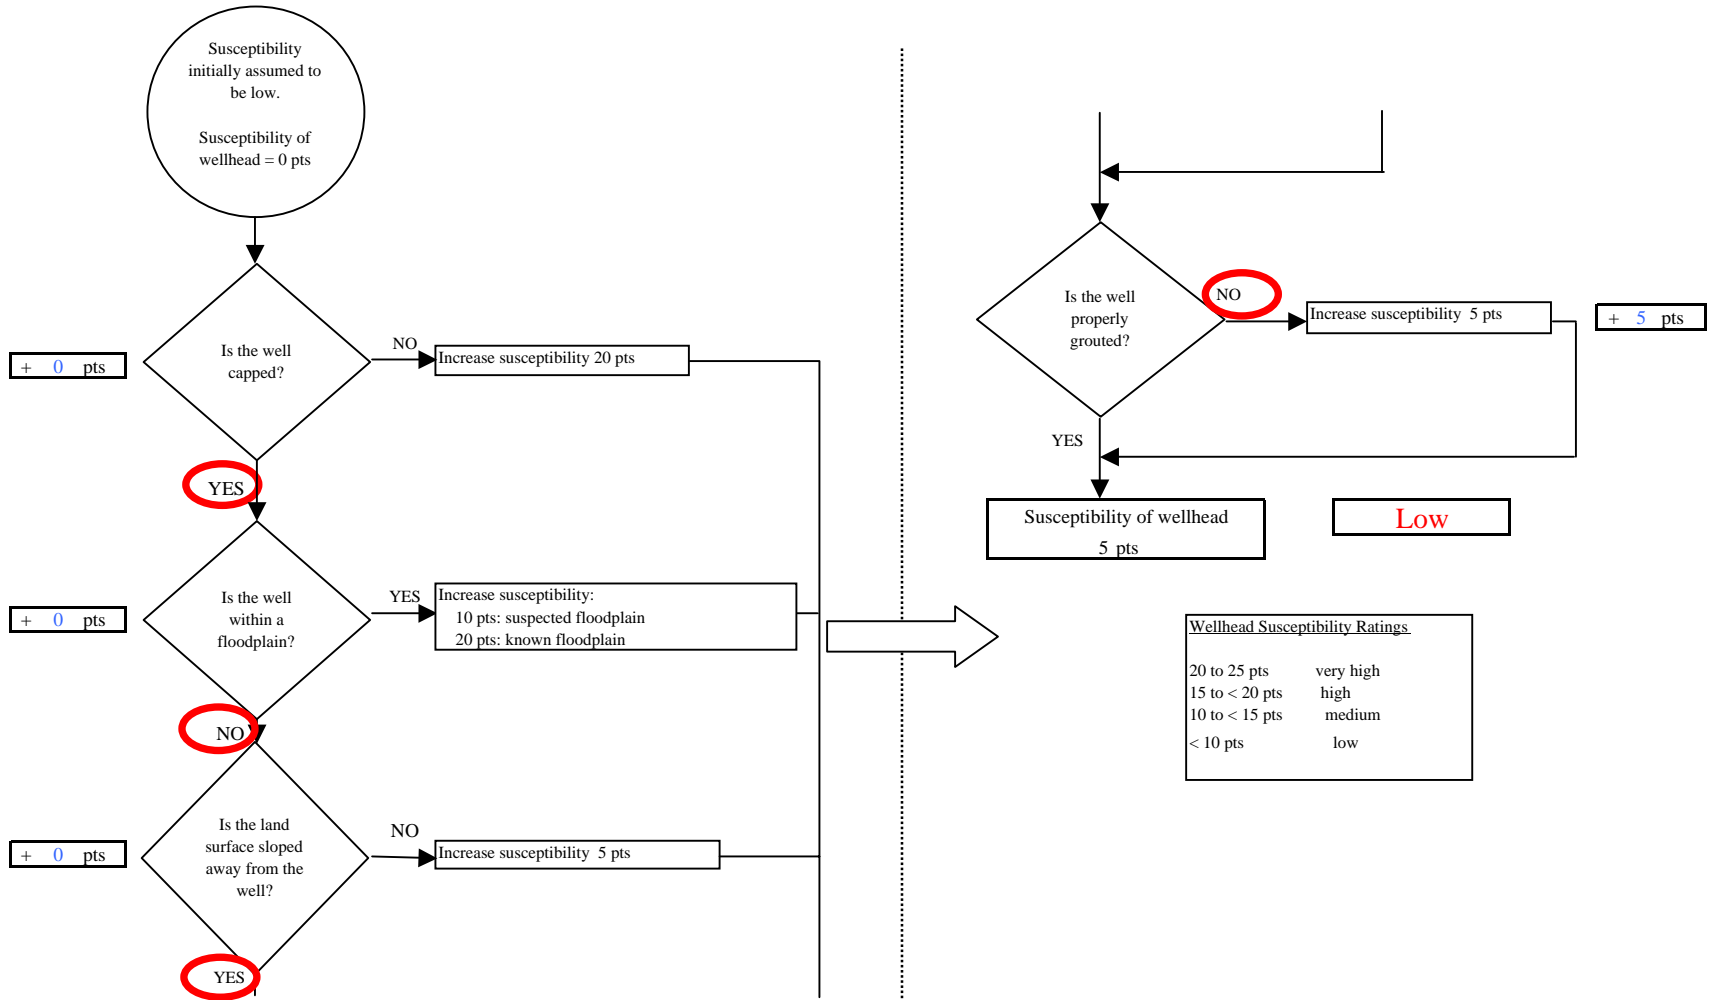 Susceptibility
initially assumed to
be low.
Susceptibility of
wellhead = 0 pts
Is the well
capped?
NO
Increase susceptibility 20 pts
+ 0 pts
YES
Is the well
within a
floodplain?
YES
Increase susceptibility:
10 pts: suspected floodplain
20 pts: known floodplain
+ 0 pts
NO
Is the land
surface sloped
away from the
well?
NO
Increase susceptibility 5 pts
+ 0 pts
YES
Is the well
properly
grouted?
NO
Increase susceptibility 5 pts
+ 5 pts
YES
Susceptibility of wellhead
5 pts
Low
Wellhead Susceptibility Ratings
20 to 25 pts very high
15 to < 20 pts high
10 to < 15 pts medium
< 10 pts low